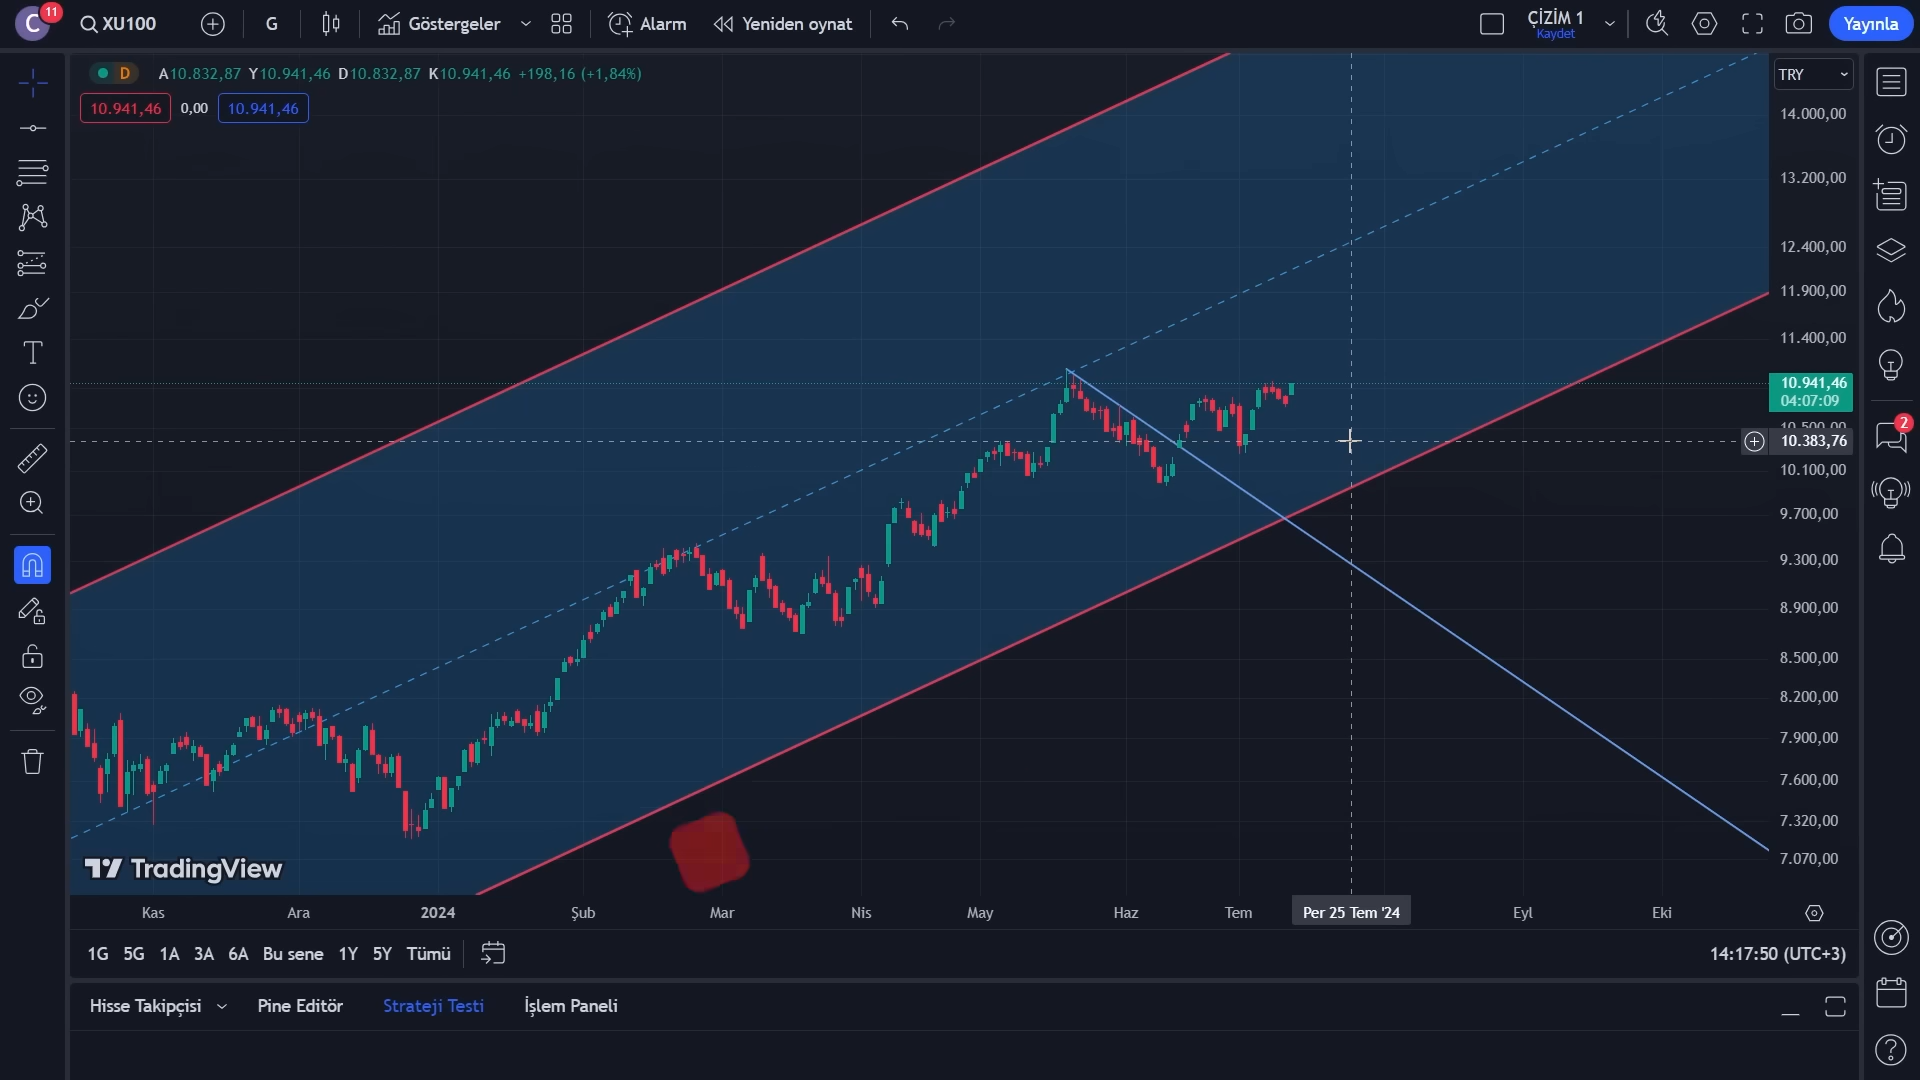 C 11 XU100 G Göstergeler Alarm Yeniden oynat ÇİZİM 1 Yayınla
Kaydet
D A10.832,87 Y10.941,46 D10.832,87 K10.941,46 +198,16 (+1,84%)
TRY
10.941,46 0,00 10.941,46
14.000,00
13.200,00
12.400,00
11.900,00
11.400,00
10.941,46
04:07:09
10.500,00
2
10.383,76
10.100,00
9.700,00
9.300,00
8.900,00
8.500,00
8.200,00
7.900,00
7.600,00
7.320,00
7.070,00
TradingView
Kas Ara 2024 Şub Mar Nis May Haz Tem Per 25 Tem '24 Eyl Eki
1G 5G 1A 3A 6A Bu sene 1Y 5Y Tümü 14:17:50 (UTC+3)
Hisse Takipçisi Pine Editör Strateji Testi İşlem Paneli